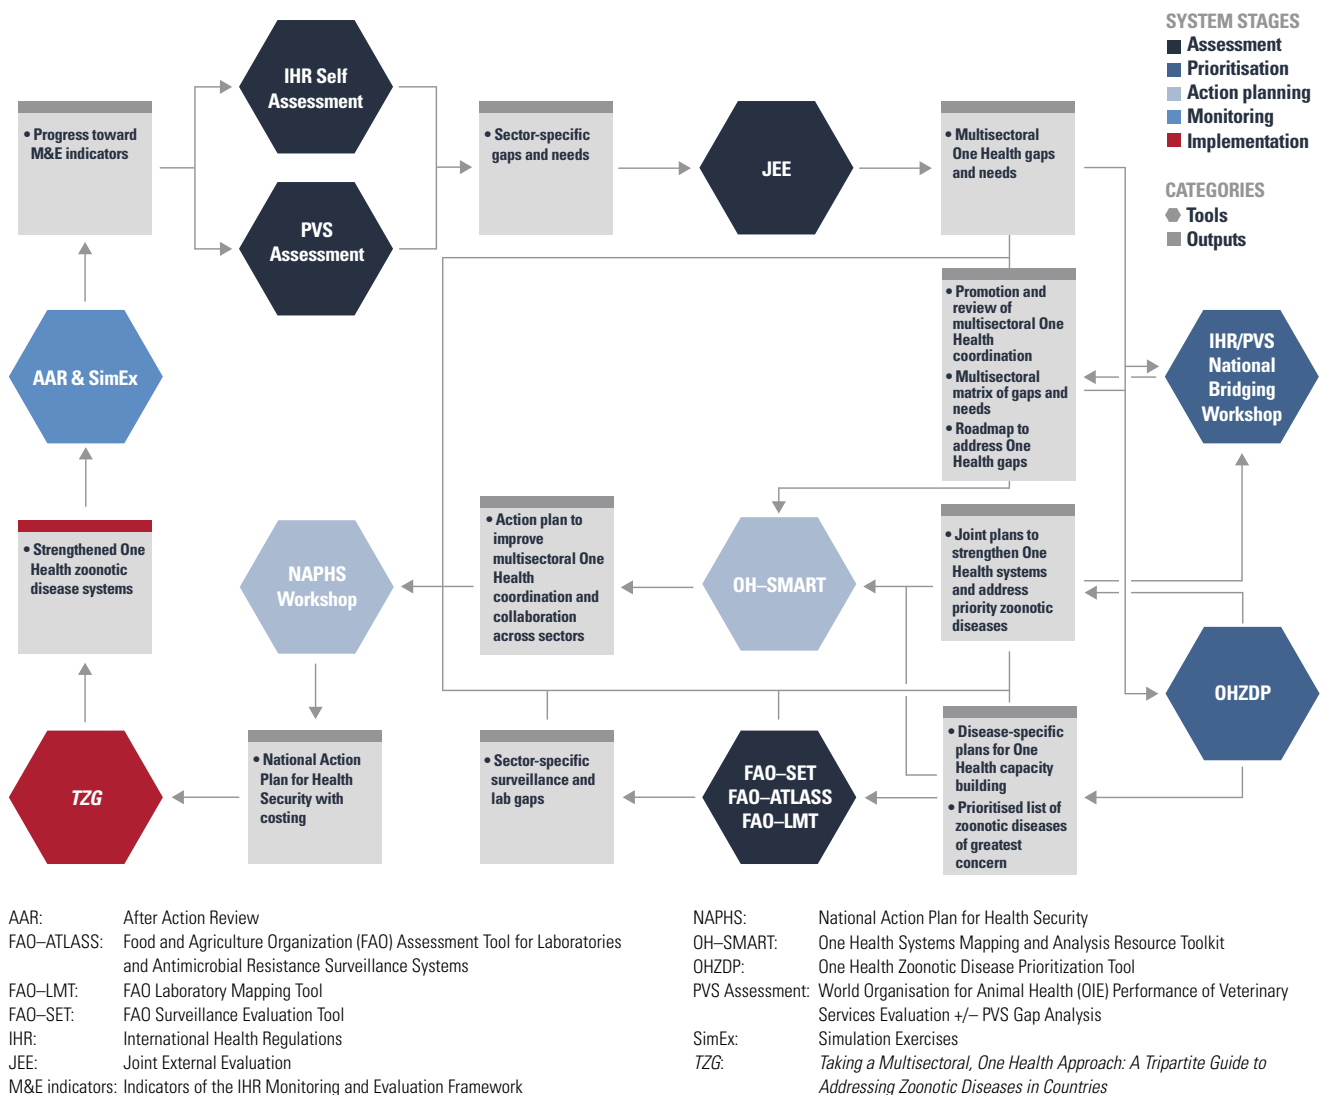 SYSTEM STAGES
Assessment
Prioritisation
Action planning
Monitoring
Implementation
CATEGORIES
Tools
Outputs
• Progress toward
M&E indicators
IHR Self
Assessment
PVS
Assessment
• Sector-specific
gaps and needs
JEE
• Multisectoral
One Health gaps
and needs
• Promotion and
review of
multisectoral One
Health
coordination
• Multisectoral
matrix of gaps and
needs
• Roadmap to
address One
Health gaps
IHR/PVS
National
Bridging
Workshop
AAR & SimEx
• Strengthened One
Health zoonotic
disease systems
NAPHS
Workshop
• Action plan to
improve
multisectoral One
Health
coordination and
collaboration
across sectors
OH–SMART
• Joint plans to
strengthen One
Health systems
and address
priority zoonotic
diseases
OHZDP
TZG
• National Action
Plan for Health
Security with
costing
• Sector-specific
surveillance and
lab gaps
FAO–SET
FAO–ATLASS
FAO–LMT
• Disease-specific
plans for One
Health capacity
building
• Prioritised list of
zoonotic diseases
of greatest
concern
AAR: After Action Review
FAO–ATLASS: Food and Agriculture Organization (FAO) Assessment Tool for Laboratories
and Antimicrobial Resistance Surveillance Systems
FAO–LMT: FAO Laboratory Mapping Tool
FAO–SET: FAO Surveillance Evaluation Tool
IHR: International Health Regulations
JEE: Joint External Evaluation
M&E indicators: Indicators of the IHR Monitoring and Evaluation Framework
NAPHS: National Action Plan for Health Security
OH–SMART: One Health Systems Mapping and Analysis Resource Toolkit
OHZDP: One Health Zoonotic Disease Prioritization Tool
PVS Assessment: World Organisation for Animal Health (OIE) Performance of Veterinary
Services Evaluation +/– PVS Gap Analysis
SimEx: Simulation Exercises
TZG: Taking a Multisectoral, One Health Approach: A Tripartite Guide to
Addressing Zoonotic Diseases in Countries